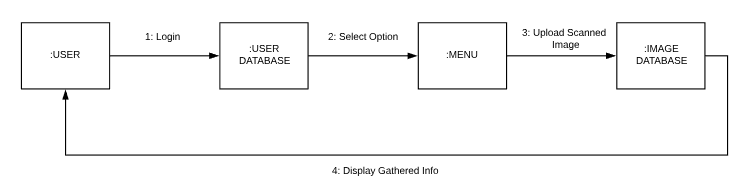 :USER
1: Login
:USER
DATABASE
2: Select Option
:MENU
3: Upload Scanned
Image
:IMAGE
DATABASE
4: Display Gathered Info